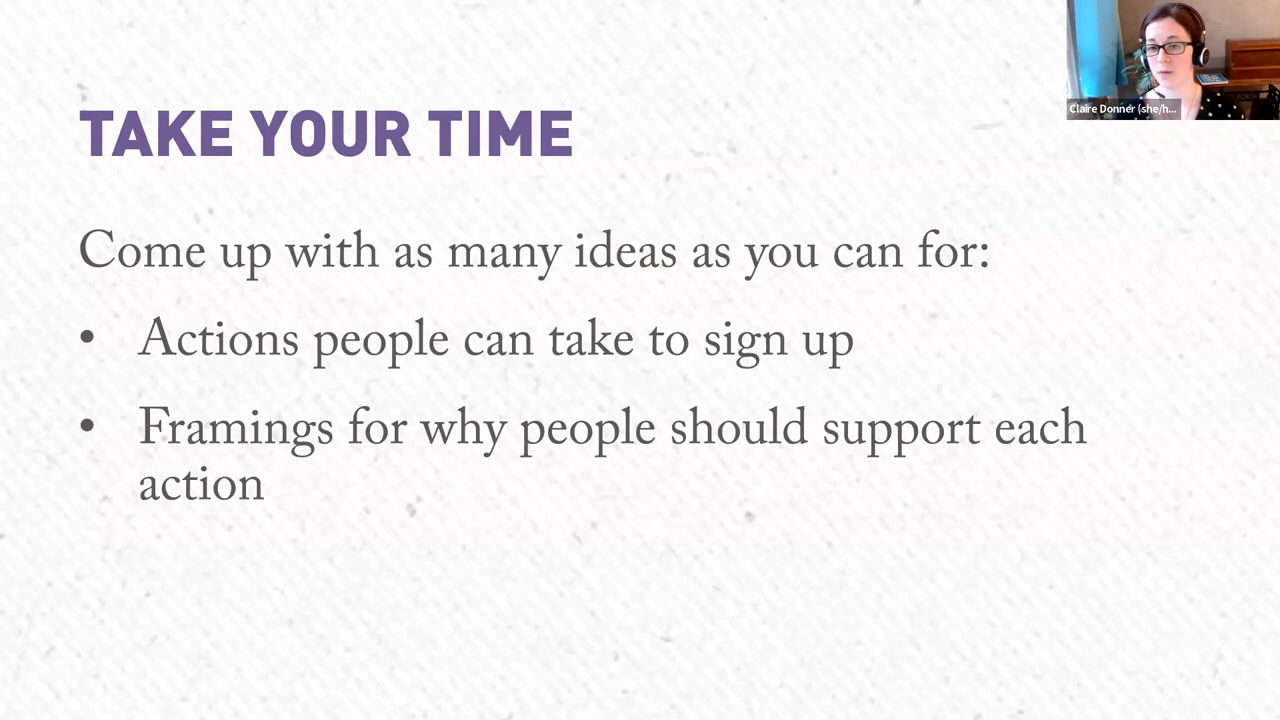 TAKE YOUR TIME
Come up with as many ideas as you can for:
• Actions people can take to sign up
• Framings for why people should support each
action
Claire Donner (she/h...